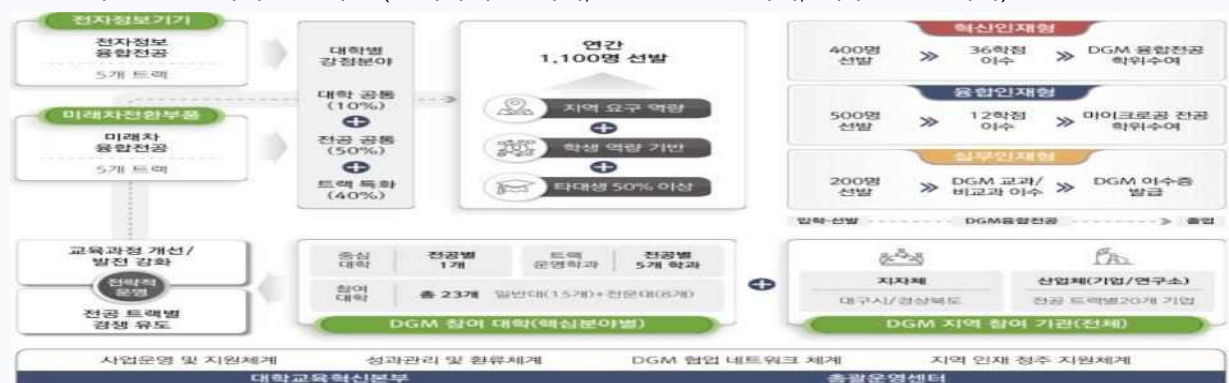 전자정보기기
전자정보
융합전공
5개 트랙
미래차전환부품
미래차
융합전공
5개 트랙
대학별
강점분야
대학 공통
(10%)
전공 공통
(50%)
트랙 특화
(40%)
연간
1,100명 선발
지역 요구 역량
학생 역량 기반
타대생 50% 이상
혁신인재형
400명
선발
36학점
이수
DGM 융합전공
학위수여
융합인재형
500명
선발
12학점
이수
마이크로공 전공
학위수여
실무인재형
200명
선발
DGM 교과/
비교과 이수
DGM 이수증
발급
입학·선발
DGM융합전공
졸업
교육과정 개선/
발전 강화
전략적
운영
전공 트랙별
경쟁 유도
중심
대학
전공별
1개
트랙
운영학과
전공별
5개 학과
참여
대학
총 23개 일반대(15개)+전문대(8개)
DGM 참여 대학(핵심분야별)
지자체
대구시/경상북도
산업체(기업/연구소)
전공 트랙별20개 기업
DGM 지역 참여 기관(전체)
사업운영 및 지원체계
성과관리 및 환류체계
DGM 협업 네트워크 체계
지역 인재 정주 지원체계
대학교육혁신본부
총괄운영센터